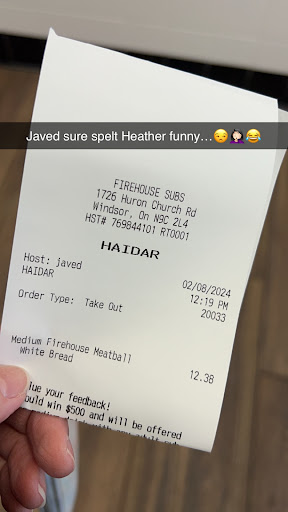 Javed sure spelt Heather funny...😒🤦🏻‍♀️😂
FIREHOUSE SUBS
1726 Huron Church Rd
Windsor, On N9C 2L4
HST# 769844101 RT0001
HAIDAR
Host: javed 02/08/2024
HAIDAR 12:19 PM
20033
Order Type: Take Out
Medium Firehouse Meatball 12.38
White Bread
lue your feedback!
ould win $500 and will be offered